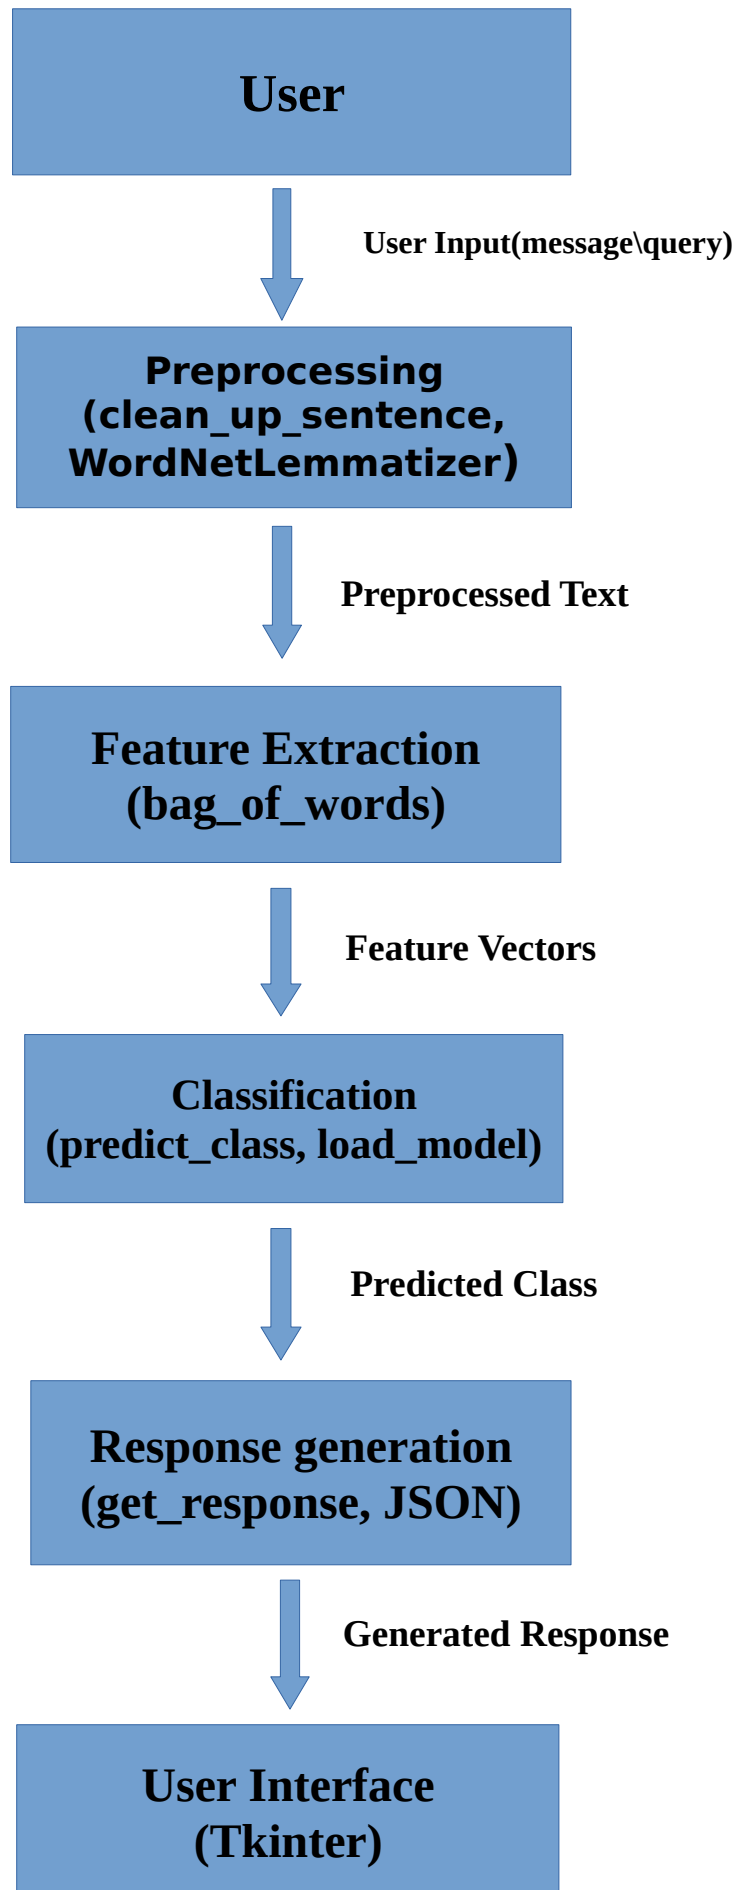 User
User Input(message\query)
Preprocessing
(clean_up_sentence,
WordNetLemmatizer)
Preprocessed Text
Feature Extraction
(bag_of_words)
Feature Vectors
Classification
(predict_class, load_model)
Predicted Class
Response generation
(get_response, JSON)
Generated Response
User Interface
(Tkinter)